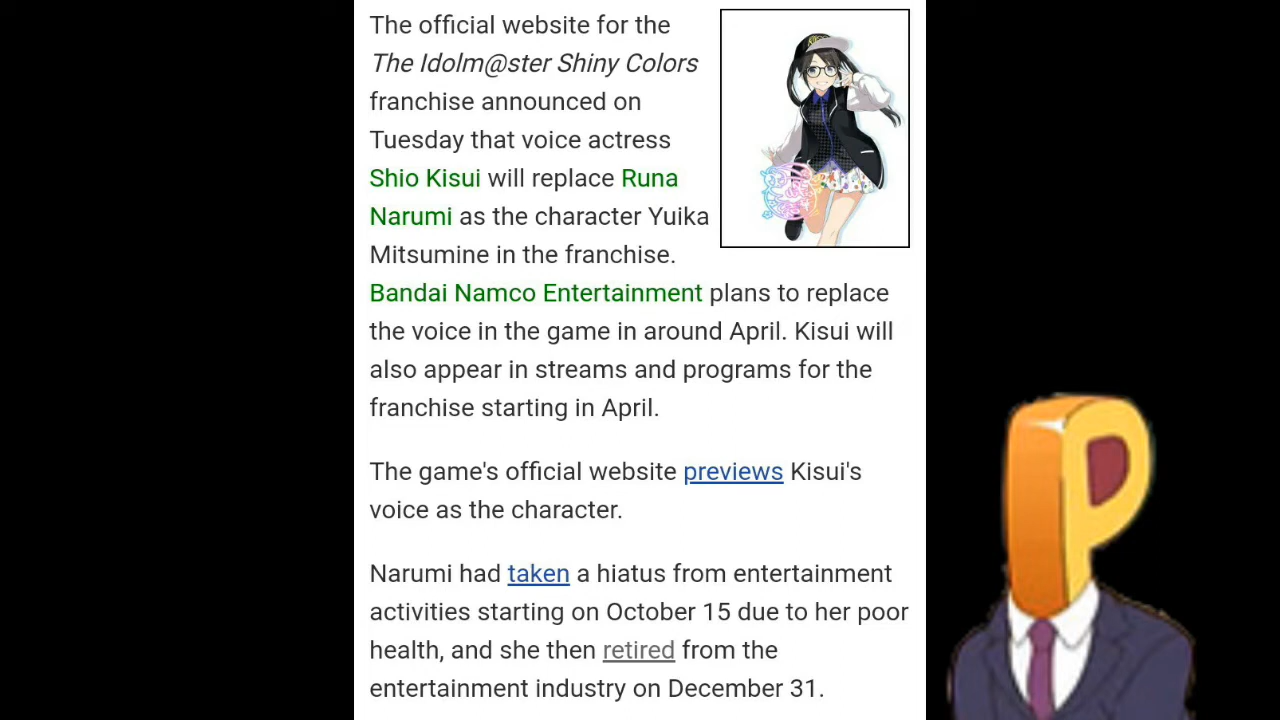 The official website for the
The Idolm@ster Shiny Colors
franchise announced on
Tuesday that voice actress
Shio Kisui will replace Runa
Narumi as the character Yuika
Mitsumine in the franchise.
Bandai Namco Entertainment plans to replace
the voice in the game in around April. Kisui will
also appear in streams and programs for the
franchise starting in April.
The game's official website previews Kisui's
voice as the character.
Narumi had taken a hiatus from entertainment
activities starting on October 15 due to her poor
health, and she then retired from the
entertainment industry on December 31.
P